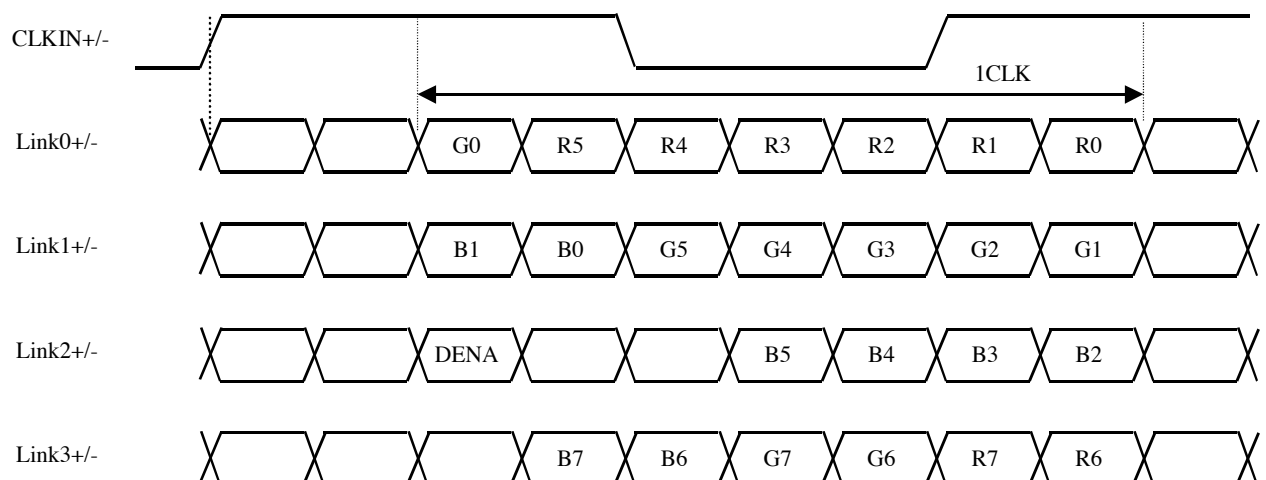 CLKIN+/-
1CLK
Link0+/- G0 R5 R4 R3 R2 R1 R0
Link1+/- B1 B0 G5 G4 G3 G2 G1
Link2+/- DENA B5 B4 B3 B2
Link3+/- B7 B6 G7 G6 R7 R6